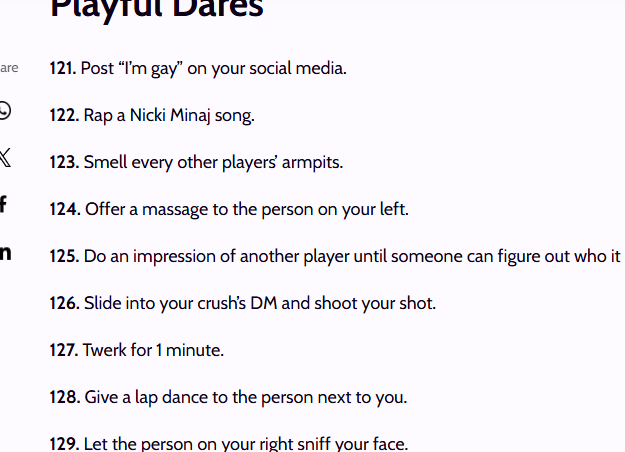 Playful Dares
are
121. Post “I’m gay” on your social media.
122. Rap a Nicki Minaj song.
123. Smell every other players’ armpits.
124. Offer a massage to the person on your left.
125. Do an impression of another player until someone can figure out who it
126. Slide into your crush’s DM and shoot your shot.
127. Twerk for 1 minute.
128. Give a lap dance to the person next to you.
129. Let the person on your right sniff your face.